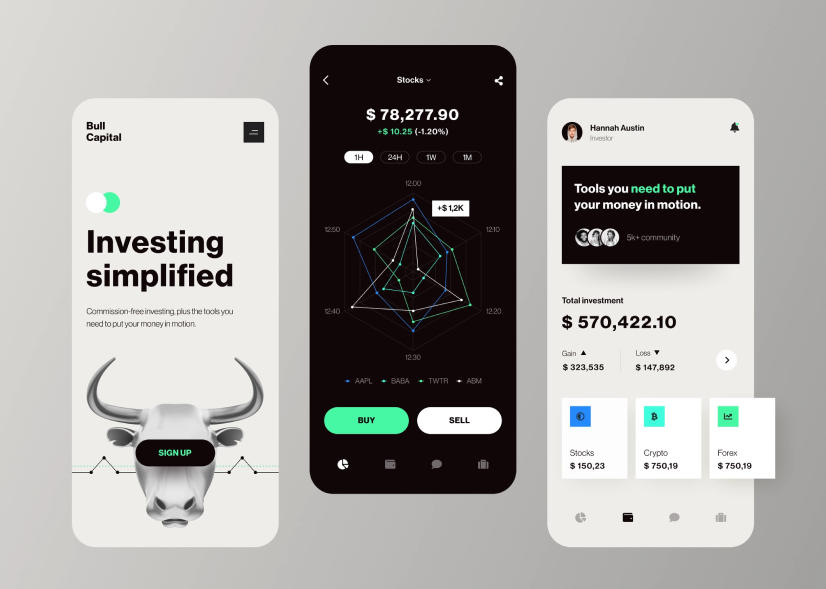 Bull
Capital
Investing
simplified
Commission-free investing, plus the tools you
need to put your money in motion.
SIGN UP
Stocks
$ 78,277.90
+$ 10.25 (-1.20%)
1H
24H
1W
1M
12:00
+$ 1,2K
12:50
12:10
12:40
12:20
12:30
AAPL
BABA
TWTR
ABM
BUY
SELL
Hannah Austin
Investor
Tools you need to put
your money in motion.
5k+ community
Total investment
$ 570,422.10
Gain
Loss
$ 323,535
$ 147,892
Stocks
$ 150,23
Crypto
$ 750,19
Forex
$ 750,19